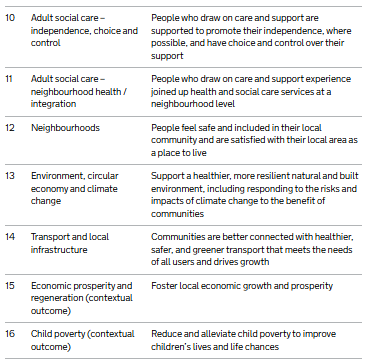 10 Adult social care – People who draw on care and support are
independence, choice and supported to promote their independence, where
control possible, and have choice and control over their
support
11 Adult social care – People who draw on care and support experience
neighbourhood health / joined up health and social care services at a
integration neighbourhood level
12 Neighbourhoods People feel safe and included in their local
community and are satisfied with their local area as
a place to live
13 Environment, circular Support a healthier, more resilient natural and built
economy and climate environment, including responding to the risks and
change impacts of climate change to the benefit of
communities
14 Transport and local Communities are better connected with healthier,
infrastructure safer, and greener transport that meets the needs
of all users and drives growth
15 Economic prosperity and Foster local economic growth and prosperity
regeneration (contextual
outcome)
16 Child poverty (contextual Reduce and alleviate child poverty to improve
outcome) children’s lives and life chances